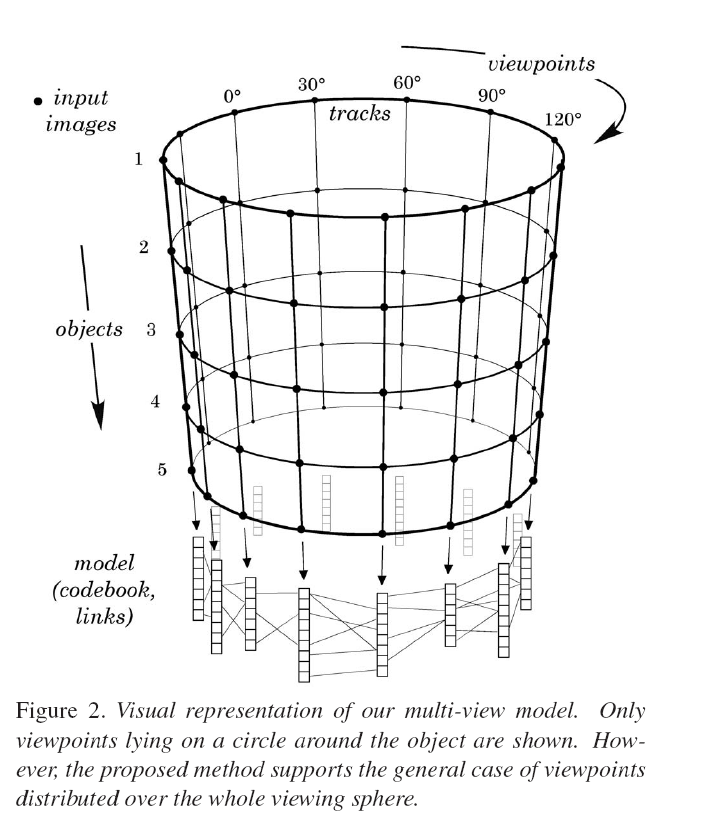 viewpoints
0° 30° 60° 90° 120°
input
images
tracks
1
2
objects 3
4
5
model
(codebook,
links)
Figure 2. Visual representation of our multi-view model. Only
viewpoints lying on a circle around the object are shown. How-
ever, the proposed method supports the general case of viewpoints
distributed over the whole viewing sphere.